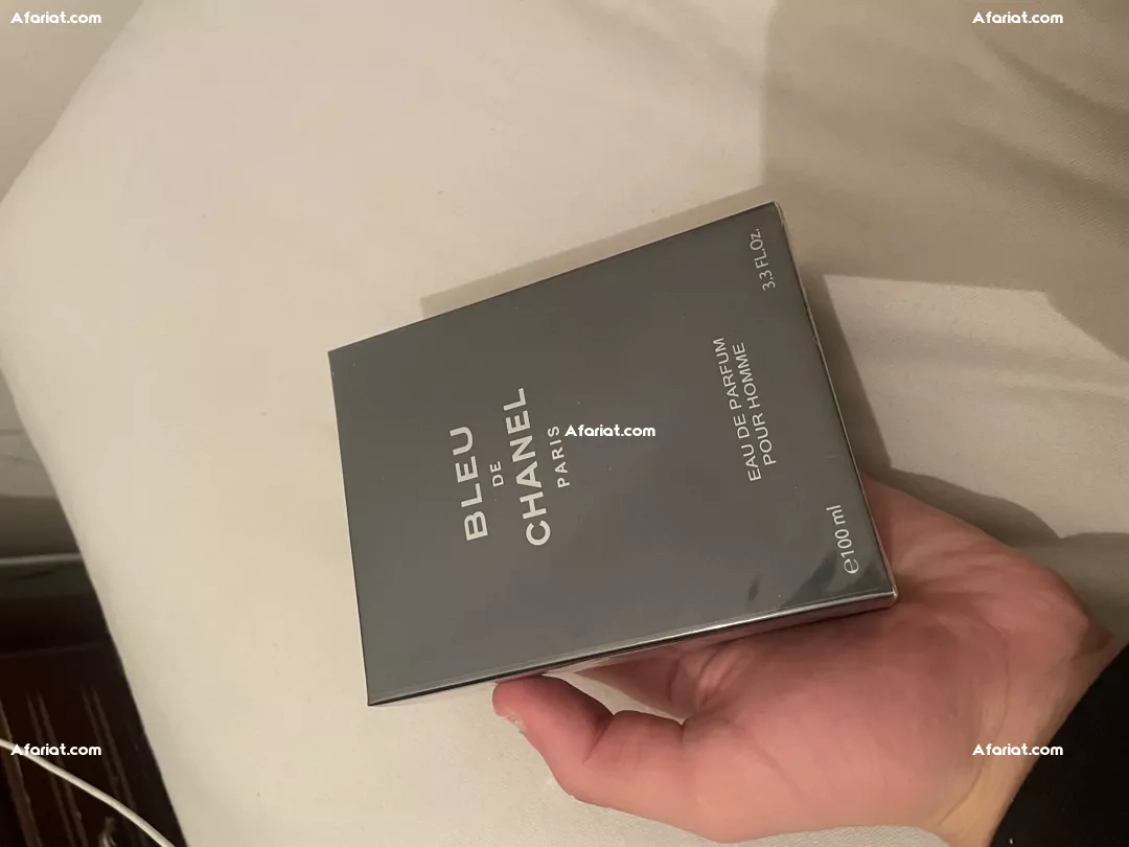 Afariat.com
Afariat.com
BLEU
DE
CHANEL
PARIS
Afariat.com
EAU DE PARFUM
POUR HOMME
℮100 ml
3.3 FL.OZ.
Afariat.com
Afariat.com